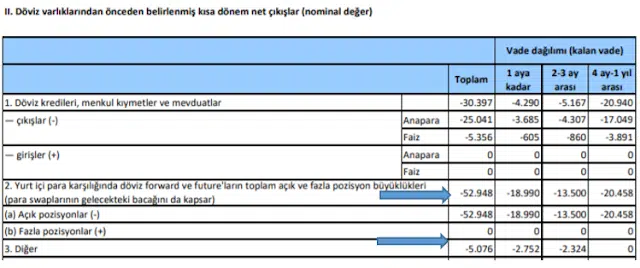 II. Döviz varlıklarından önceden belirlenmiş kısa dönem net çıkışlar (nominal değer)
Vade dağılımı (kalan vade)
Toplam 1 aya kadar 2-3 ay arası 4 ay-1 yıl arası
1. Döviz kredileri, menkul kıymetler ve mevduatlar -30.397 -4.290 -5.167 -20.940
— çıkışlar (-) Anapara -25.041 -3.685 -4.307 -17.049
Faiz -5.356 -605 -860 -3.891
— girişler (+) Anapara 0 0 0 0
Faiz 0 0 0 0
2. Yurt içi para karşılığında döviz forward ve future'ların toplam açık ve fazla pozisyon büyüklükleri
(para swaplarının gelecekteki bacağını da kapsar) -52.948 -18.990 -13.500 -20.458
(a) Açık pozisyonlar (-) -52.948 -18.990 -13.500 -20.458
(b) Fazla pozisyonlar (+) 0 0 0 0
3. Diğer -5.076 -2.752 -2.324 0